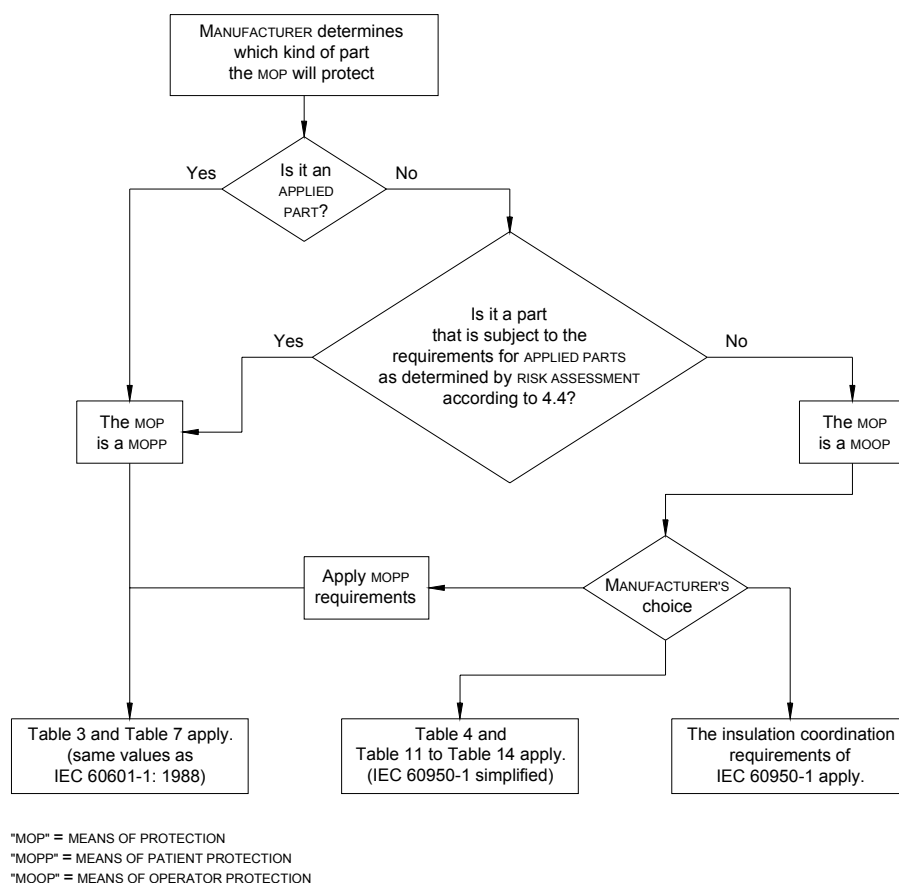 MANUFACTURER determines
which kind of part
the MOP will protect
Is it an
APPLIED
PART?
Yes
No
Is it a part
that is subject to the
requirements for APPLIED PARTS
as determined by RISK ASSESSMENT
according to 4.4?
Yes
No
The MOP
is a MOPP
The MOP
is a MOOP
Apply MOPP
requirements
MANUFACTURER'S
choice
Table 3 and Table 7 apply.
(same values as
IEC 60601-1: 1988)
Table 4 and
Table 11 to Table 14 apply.
(IEC 60950-1 simplified)
The insulation coordination
requirements of
IEC 60950-1 apply.
"MOP" = MEANS OF PROTECTION
"MOPP" = MEANS OF PATIENT PROTECTION
"MOOP" = MEANS OF OPERATOR PROTECTION